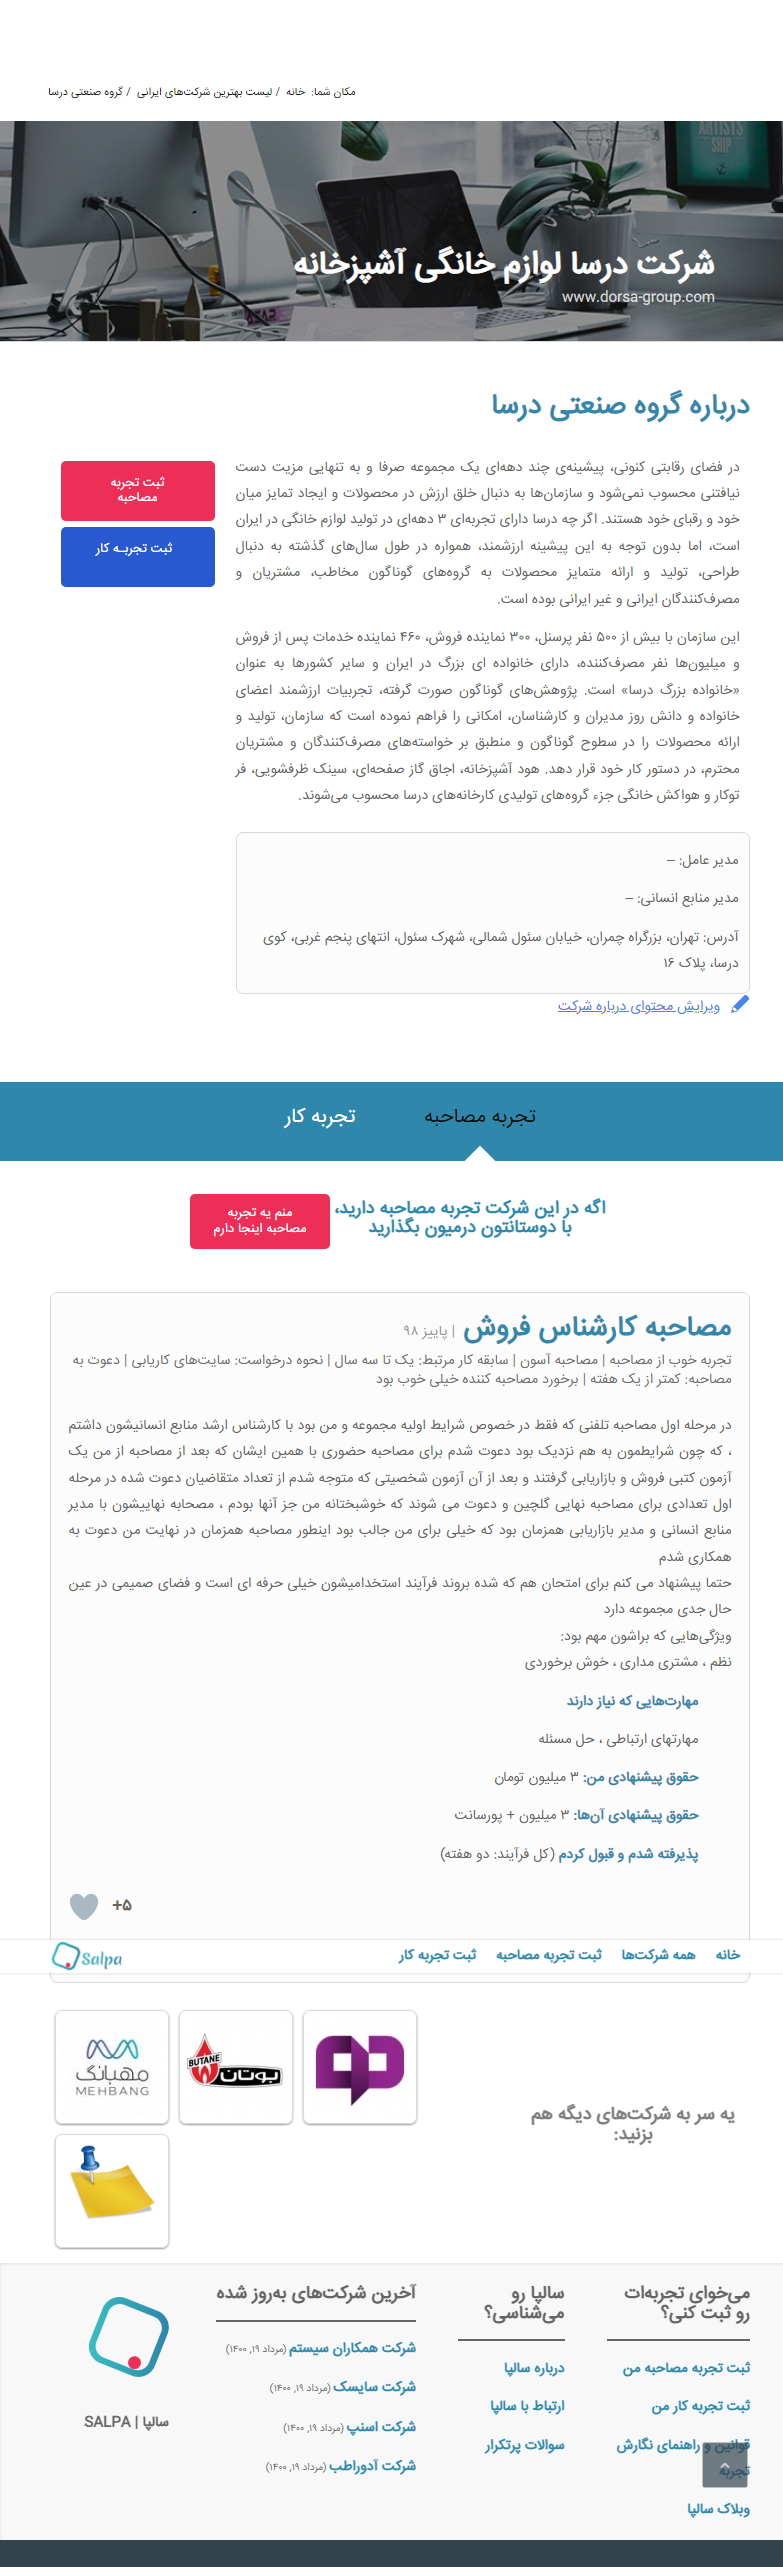 مکان شما: خانه / لیست بهترین شرکت‌های ایرانی / گروه صنعتی درسا
ARTISTS
SHIP
شرکت درسا لوازم خانگی آشپزخانه
www.dorsa-group.com
درباره گروه صنعتی درسا
در فضای رقابتی کنونی، پیشینه‌ی چند دهه‌ای یک مجموعه صرفا و به تنهایی مزیت دست
نیافتنی محسوب نمی‌شود و سازمان‌ها به دنبال خلق ارزش در محصولات و ایجاد تمایز میان
خود و رقبای خود هستند. اگر چه درسا دارای تجربه‌ای ۳ دهه‌ای در تولید لوازم خانگی در ایران
است، اما بدون توجه به این پیشینه ارزشمند، همواره در طول سال‌های گذشته به دنبال
طراحی، تولید و ارائه متمایز محصولات به گروه‌های گوناگون مخاطب، مشتریان و
مصرف‌کنندگان ایرانی و غیر ایرانی بوده است.
این سازمان با بیش از ۵۰۰ نفر پرسنل، ۳۰۰ نماینده فروش، ۴۶۰ نماینده خدمات پس از فروش
و میلیون‌ها نفر مصرف‌کننده، دارای خانواده ای بزرگ در ایران و سایر کشورها به عنوان
«خانواده بزرگ درسا» است. پژوهش‌های گوناگون صورت گرفته، تجربیات ارزشمند اعضای
خانواده و دانش روز مدیران و کارشناسان، امکانی را فراهم نموده است که سازمان، تولید و
ارائه محصولات را در سطوح گوناگون و منطبق بر خواسته‌های مصرف‌کنندگان و مشتریان
محترم، در دستور کار خود قرار دهد. هود آشپزخانه، اجاق گاز صفحه‌ای، سینک ظرفشویی، فر
توکار و هواکش خانگی جزء گروه‌های تولیدی کارخانه‌های درسا محسوب می‌شوند.
ثبت تجربه
مصاحبه
ثبت تجربـه کار
مدیر عامل: –
مدیر منابع انسانی: –
آدرس: تهران، بزرگراه چمران، خیابان سئول شمالی، شهرک سئول، انتهای پنجم غربی، کوی
درسا، پلاک ۱۶
ویرایش محتوای درباره شرکت
تجربه مصاحبه
تجربه کار
اگه در این شرکت تجربه مصاحبه دارید،
با دوستانتون درمیون بگذارید
منم یه تجربه
مصاحبه اینجا دارم
مصاحبه کارشناس فروش | پاییز ۹۸
تجربه خوب از مصاحبه | مصاحبه آسون | سابقه کار مرتبط: یک تا سه سال | نحوه درخواست: سایت‌های کاریابی | دعوت به
مصاحبه: کمتر از یک هفته | برخورد مصاحبه کننده خیلی خوب بود
در مرحله اول مصاحبه تلفنی که فقط در خصوص شرایط اولیه مجموعه و من بود با کارشناس ارشد منابع انسانیشون داشتم
، که چون شرایطمون به هم نزدیک بود دعوت شدم برای مصاحبه حضوری با همین ایشان که بعد از مصاحبه از من یک
آزمون کتبی فروش و بازاریابی گرفتند و بعد از آن آزمون شخصیتی که متوجه شدم از تعداد متقاضیان دعوت شده در مرحله
اول تعدادی برای مصاحبه نهایی گلچین و دعوت می شوند که خوشبختانه من جز آنها بودم ، مصحابه نهاییشون با مدیر
منابع انسانی و مدیر بازاریابی همزمان بود که خیلی برای من جالب بود اینطور مصاحبه همزمان در نهایت من دعوت به
همکاری شدم
حتما پیشنهاد می کنم برای امتحان هم که شده بروند فرآیند استخدامیشون خیلی حرفه ای است و فضای صمیمی در عین
حال جدی مجموعه دارد
ویژگی‌هایی که براشون مهم بود:
نظم ، مشتری مداری ، خوش برخوردی
مهارت‌هایی که نیاز دارند
مهارتهای ارتباطی ، حل مسئله
حقوق پیشنهادی من: ۳ میلیون تومان
حقوق پیشنهادی آن‌ها: ۳ میلیون + پورسانت
پذیرفته شدم و قبول کردم (کل فرآیند: دو هفته)
+۵
خانه
همه شرکت‌ها
ثبت تجربه مصاحبه
ثبت تجربه کار
Salpa
یه سر به شرکت‌های دیگه هم
بزنید:
BUTANE
بوتان
مهبانگ
MEHBANG
می‌خوای تجربه‌ات
رو ثبت کنی؟
ثبت تجربه مصاحبه من
ثبت تجربه کار من
قوانین و راهنمای نگارش
تجربه
وبلاک سالپا
سالپا رو
می‌شناسی؟
درباره سالپا
ارتباط با سالپا
سوالات پرتکرار
آخرین شرکت‌های به‌روز شده
شرکت همکاران سیستم (مرداد ۱۹, ۱۴۰۰)
شرکت سایسک (مرداد ۱۹, ۱۴۰۰)
شرکت اسنپ (مرداد ۱۹, ۱۴۰۰)
شرکت آدوراطب (مرداد ۱۹, ۱۴۰۰)
سالپا | SALPA